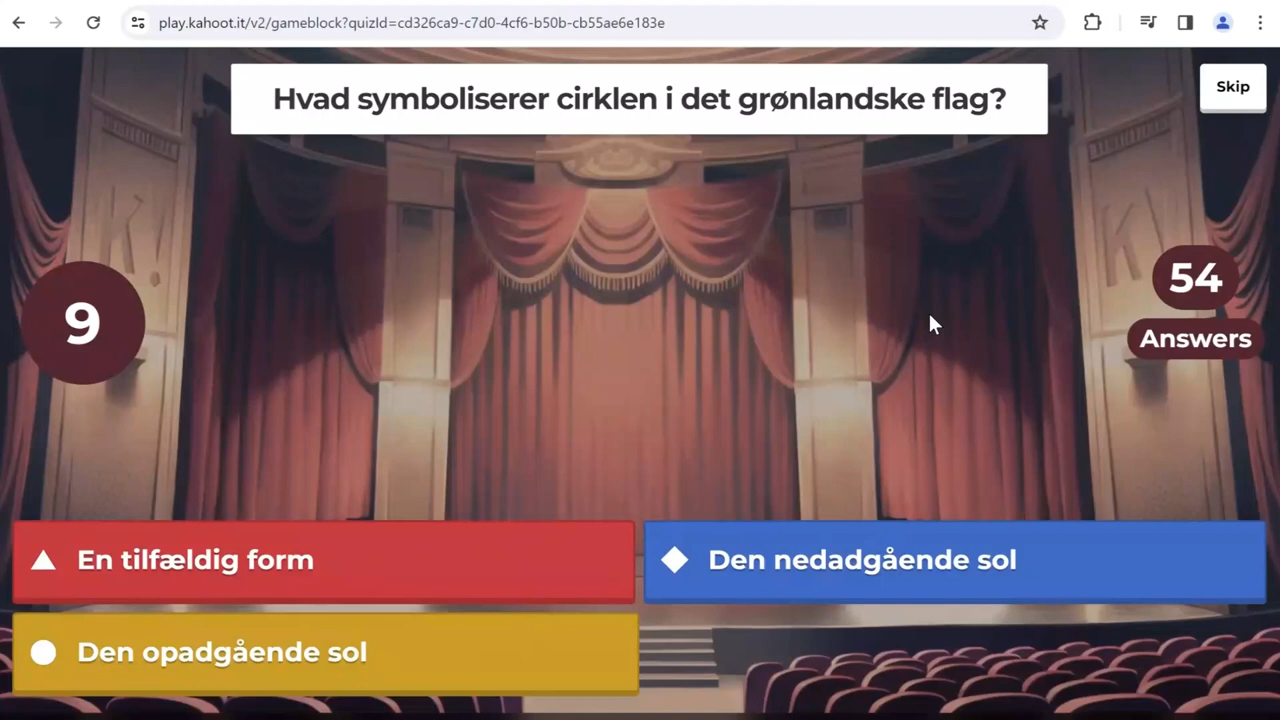 play.kahoot.it/v2/gameblock?quizId=cd326ca9-c7d0-4cf6-b50b-cb55ae6e183e
Hvad symboliserer cirklen i det grønlandske flag?
Skip
K!
K!
9
54
Answers
En tilfældig form
Den nedadgående sol
Den opadgående sol